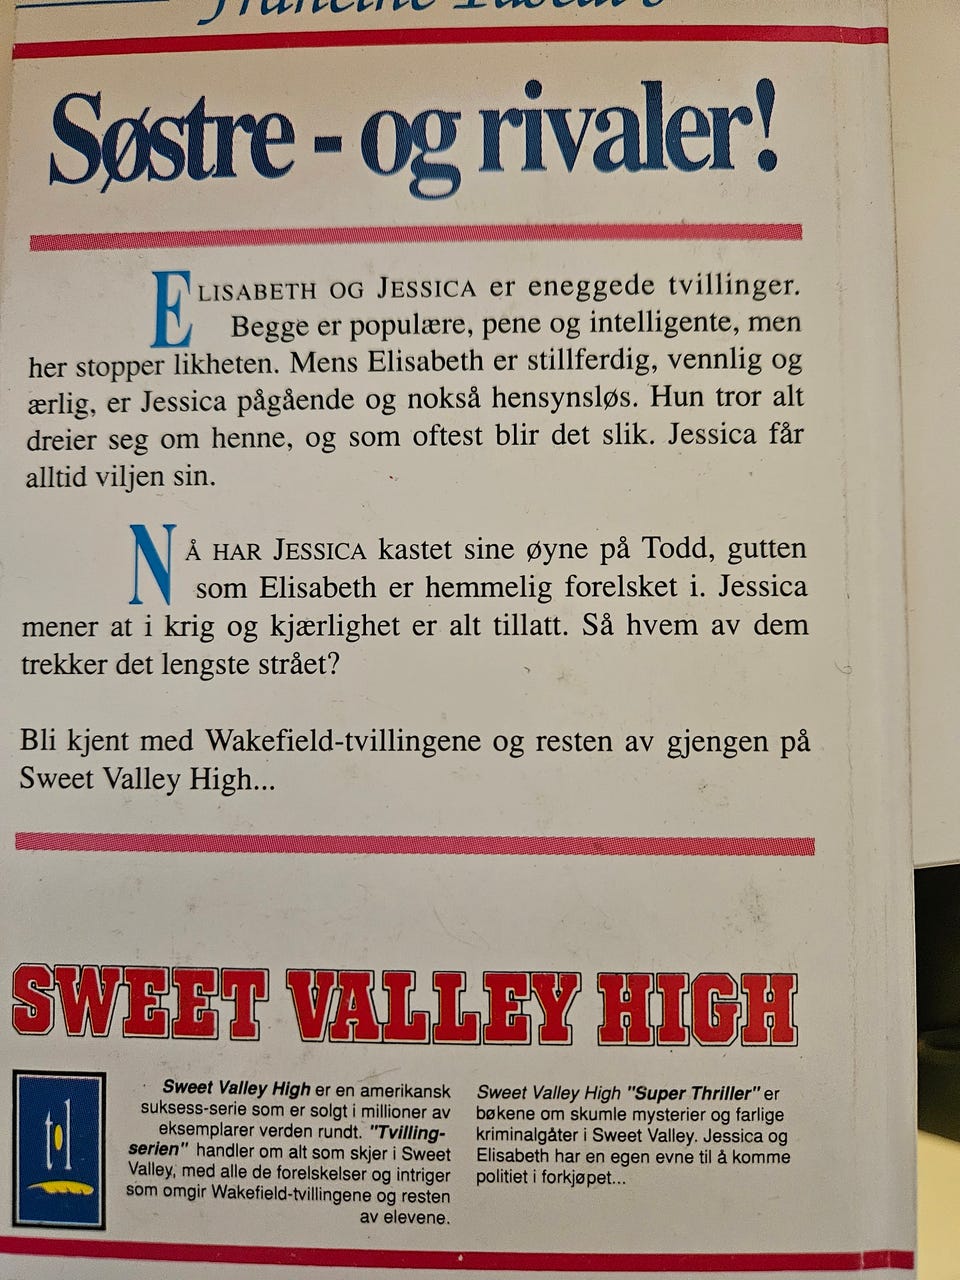 Søstre - og rivaler!
ELISABETH OG JESSICA er eneggede tvillinger.
Begge er populære, pene og intelligente, men
her stopper likheten. Mens Elisabeth er stillferdig, vennlig og
ærlig, er Jessica pågående og nokså hensynsløs. Hun tror alt
dreier seg om henne, og som oftest blir det slik. Jessica får
alltid viljen sin.
NÅ HAR JESSICA kastet sine øyne på Todd, gutten
som Elisabeth er hemmelig forelsket i. Jessica
mener at i krig og kjærlighet er alt tillatt. Så hvem av dem
trekker det lengste strået?
Bli kjent med Wakefield-tvillingene og resten av gjengen på
Sweet Valley High...
SWEET VALLEY HIGH
Sweet Valley High er en amerikansk
suksess-serie som er solgt i millioner av
eksemplarer verden rundt. "Tvilling-
serien" handler om alt som skjer i Sweet
Valley, med alle de forelskelser og intriger
som omgir Wakefield-tvillingene og resten
av elevene.
Sweet Valley High "Super Thriller" er
bøkene om skumle mysterier og farlige
kriminalgåter i Sweet Valley. Jessica og
Elisabeth har en egen evne til å komme
politiet i forkjøpet...